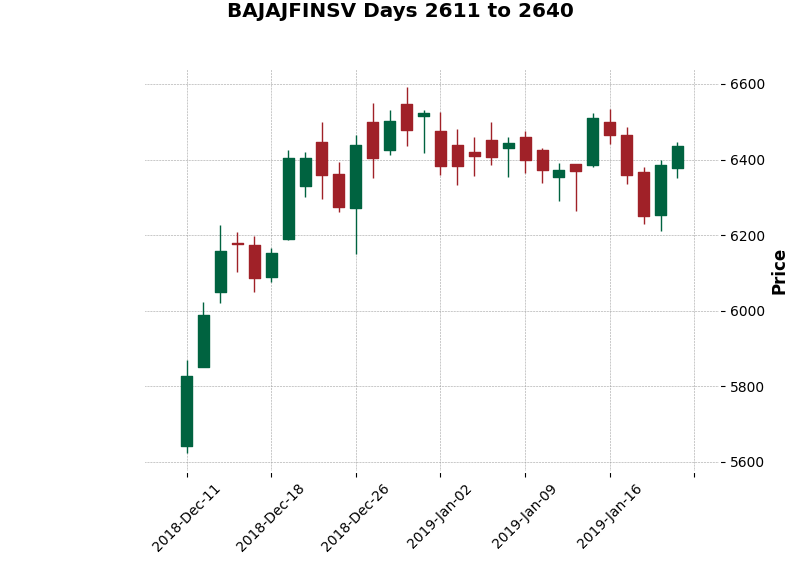 BAJAJFINSV Days 2611 to 2640
6600
6400
6200
6000
5800
5600
Price
2018-Dec-11
2018-Dec-18
2018-Dec-26
2019-Jan-02
2019-Jan-09
2019-Jan-16